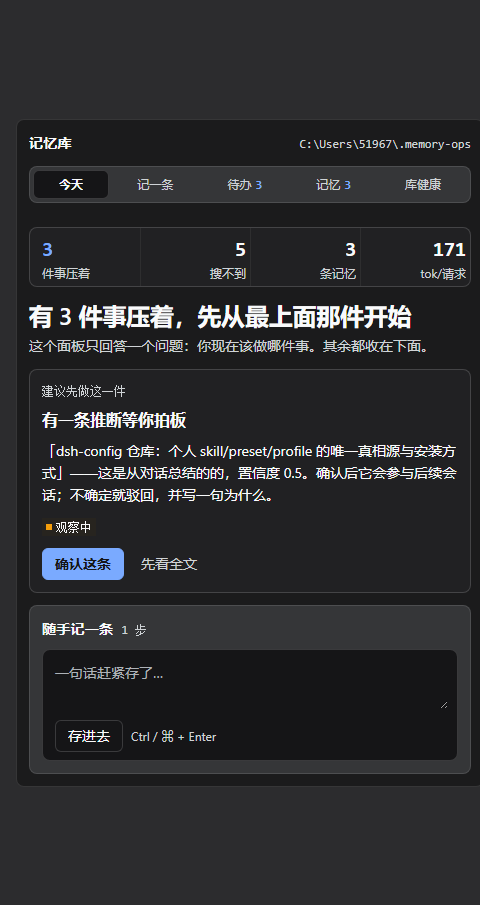 记忆库
C:\Users\51967\.memory-ops
今天 记一条 待办 3 记忆 3 库健康
3 5 3 171
件事压着 搜不到 条记忆 tok/请求
有 3 件事压着，先从最上面那件开始
这个面板只回答一个问题：你现在该做哪件事。其余都收在下面。
建议先做这一件
有一条推断等你拍板
「dsh-config 仓库：个人 skill/preset/profile 的唯一真相源与安装方
式」——这是从对话总结的的，置信度 0.5。确认后它会参与后续会
话；不确定就驳回，并写一句为什么。
观察中
确认这条 先看全文
随手记一条 1 步
一句话赶紧存了...
存进去 Ctrl / ⌘ + Enter